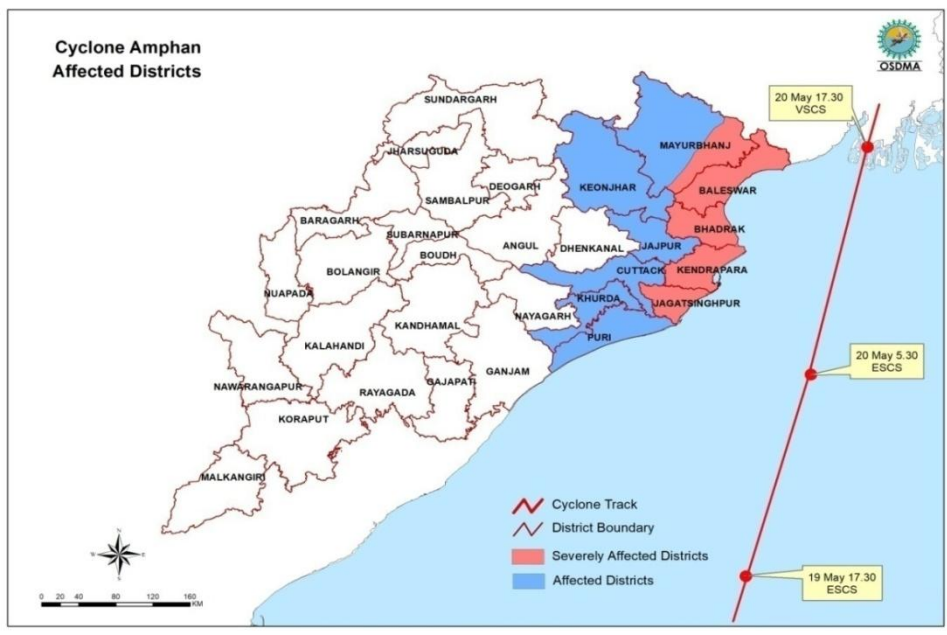 Cyclone Amphan
Affected Districts
OSDMA
20 May 17.30
VSCS
SUNDARGARH
JHARSUGUDA
MAYURBHANJ
DEOGARH
KEONJHAR
BALESWAR
SAMBALPUR
BARAGARH
BHADRAK
SUBARNAPUR
ANGUL
DHENKANAL
JAJPUR
BOUDH
BOLANGIR
CUTTACK
KENDRAPARA
NUAPADA
KHURDA
JAGATSINGHPUR
NAYAGARH
KANDHAMAL
PURI
KALAHANDI
20 May 5.30
ESCS
GANJAM
NAWARANGAPUR
RAYAGADA
GAJAPATI
KORAPUT
MALKANGIRI
Cyclone Track
District Boundary
Severely Affected Districts
Affected Districts
19 May 17.30
ESCS
N
W
E
S
0 20 40 80 120 160
KM